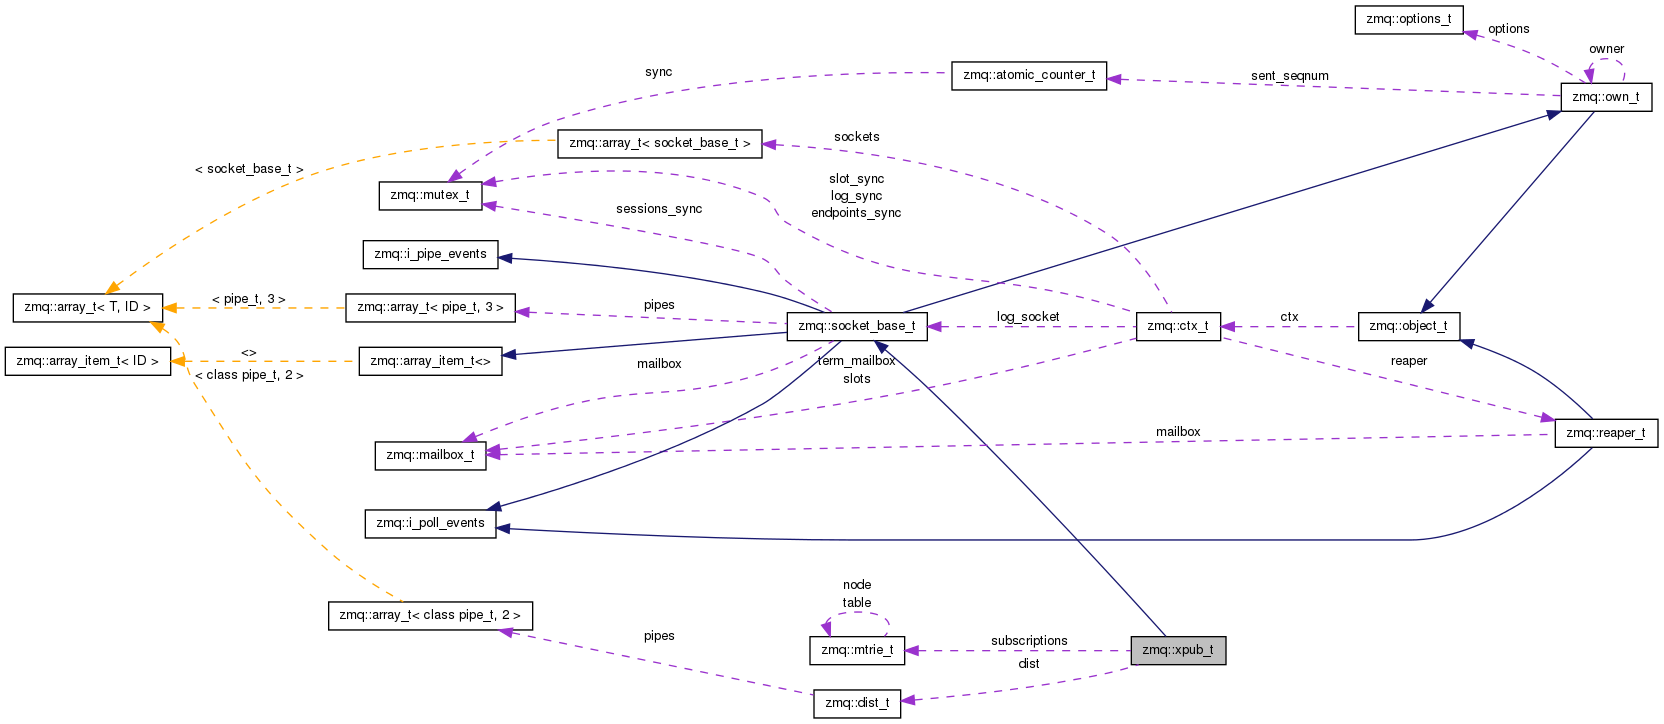 zmq::options_t
options
owner
zmq::own_t
sync
zmq::atomic_counter_t
sent_seqnum
zmq::array_t< socket_base_t >
sockets
< socket_base_t >
zmq::mutex_t
slot_sync
log_sync
endpoints_sync
sessions_sync
zmq::i_pipe_events
zmq::array_t< T, ID >
< pipe_t, 3 >
zmq::array_t< pipe_t, 3 >
pipes
zmq::socket_base_t
log_socket
zmq::ctx_t
ctx
zmq::object_t
zmq::array_item_t< ID >
<>
zmq::array_item_t<>
< class pipe_t, 2 >
mailbox
term_mailbox
slots
reaper
zmq::reaper_t
mailbox
zmq::mailbox_t
zmq::i_poll_events
zmq::array_t< class pipe_t, 2 >
node
table
zmq::mtrie_t
subscriptions
zmq::xpub_t
pipes
dist
zmq::dist_t